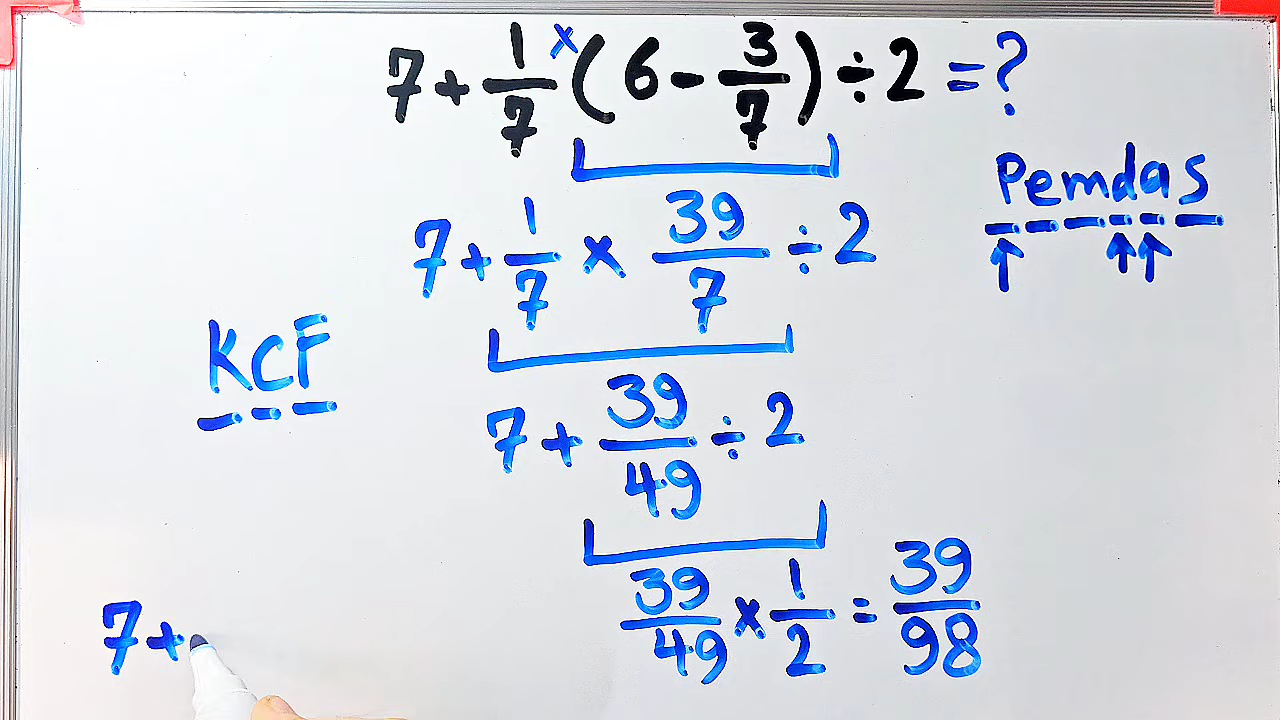 7 + 1/7 × (6 - 3/7) ÷ 2 = ?
Pemdas
7 + 1/7 × 39/7 ÷ 2
KCF
7 + 39/49 ÷ 2
39/49 × 1/2 = 39/98
7 +